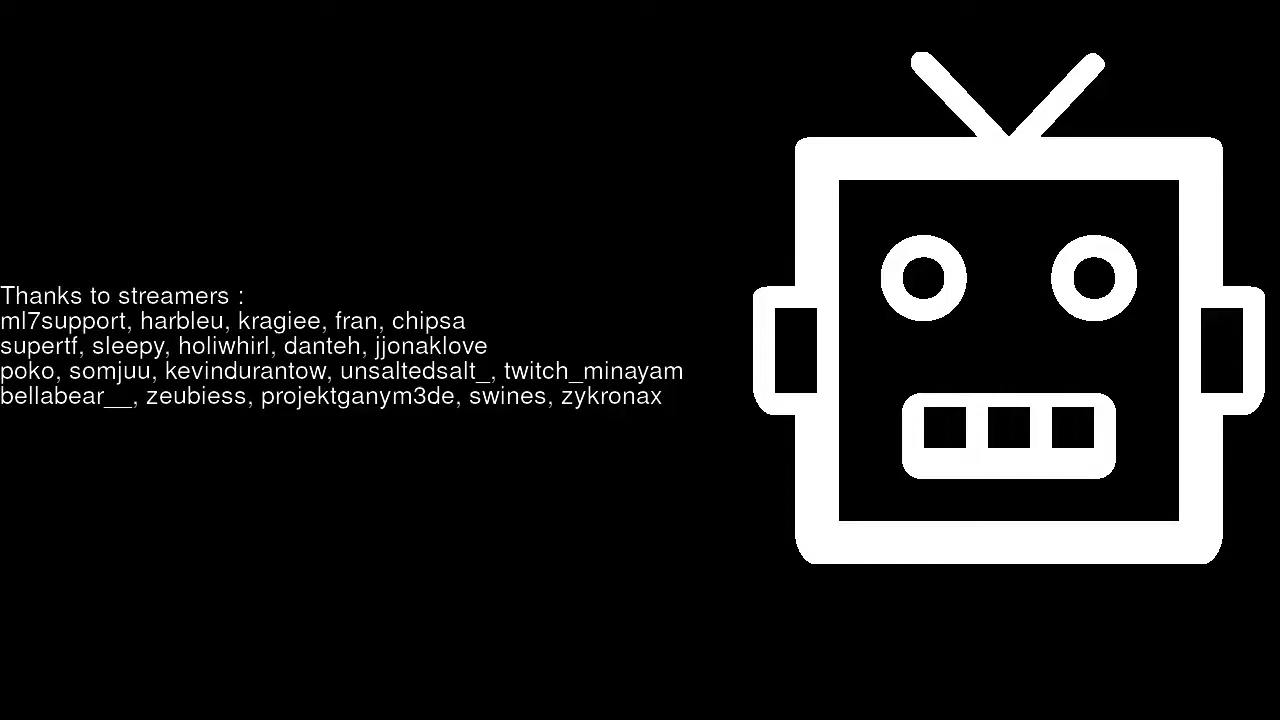 Thanks to streamers :
ml7support, harbleu, kragiee, fran, chipsa
supertf, sleepy, holiwhirl, danteh, jjonaklove
poko, somjuu, kevindurantow, unsaltedsalt_, twitch_minayam
bellabear__, zeubiess, projektganym3de, swines, zykronax